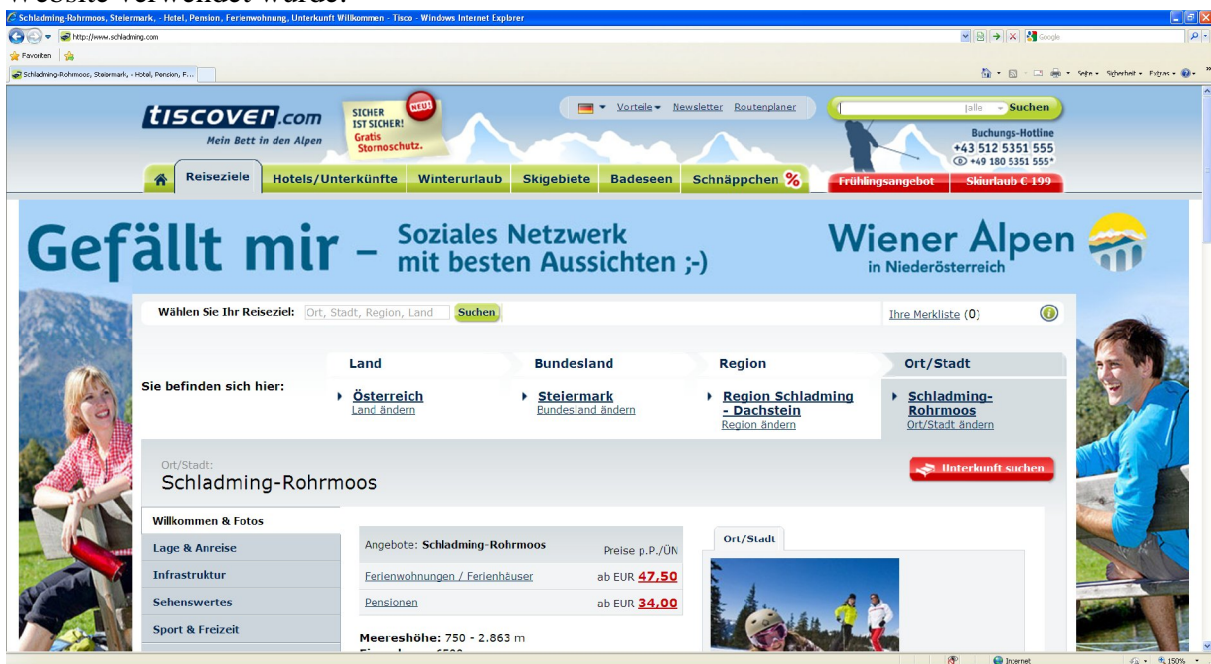 Website verwendet wurde.
Schladming-Rohrmoos, Steiermark, - Hotel, Pension, Ferienwohnung, Unterkunft Willkommen - Tisco - Windows Internet Explorer
http://www.schladming.com
Google
Favoriten
Schladming-Rohrmoos, Steiermark, - Hotel, Pension, F...
Seite Sicherheit Extras
tiscover.com
Mein Bett in den Alpen
SICHER
IST SICHER!
Gratis
Stornoschutz.
NEU!
Vorteile Newsletter Routenplaner
alle Suchen
Buchungs-Hotline
+43 512 5351 555
+49 180 5351 555*
Reiseziele Hotels/Unterkünfte Winterurlaub Skigebiete Badeseen Schnäppchen %
Frühlingsangebot Skiurlaub € 199
Gefällt mir – Soziales Netzwerk
mit besten Aussichten ;-)
Wiener Alpen
in Niederösterreich
Wählen Sie Ihr Reiseziel: Ort, Stadt, Region, Land Suchen
Ihre Merkliste (0)
Land Bundesland Region Ort/Stadt
Sie befinden sich hier:
Österreich
Land ändern
Steiermark
Bundesland ändern
Region Schladming
- Dachstein
Region ändern
Schladming-
Rohrmoos
Ort/Stadt ändern
Ort/Stadt:
Schladming-Rohrmoos
Unterkunft suchen
Willkommen & Fotos
Lage & Anreise
Infrastruktur
Sehenswertes
Sport & Freizeit
Angebote: Schladming-Rohrmoos Preise p.P./ÜN
Ferienwohnungen / Ferienhäuser ab EUR 47,50
Pensionen ab EUR 34,00
Meereshöhe: 750 - 2.863 m
Ort/Stadt
Internet
150%